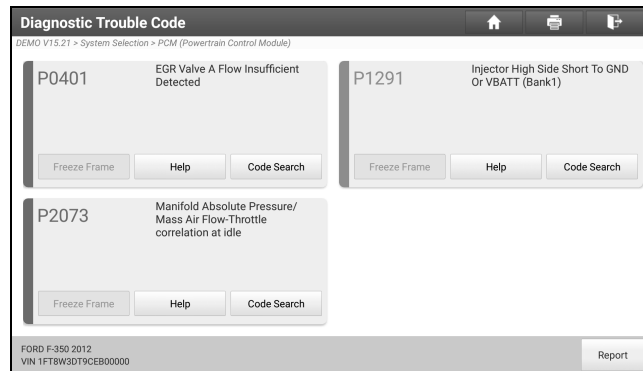 Diagnostic Trouble Code
DEMO V15.21 > System Selection > PCM (Powertrain Control Module)
P0401
EGR Valve A Flow Insufficient
Detected
Freeze Frame
Help
Code Search
P1291
Injector High Side Short To GND
Or VBATT (Bank1)
Freeze Frame
Help
Code Search
P2073
Manifold Absolute Pressure/
Mass Air Flow-Throttle
correlation at idle
Freeze Frame
Help
Code Search
FORD F-350 2012
VIN 1FT8W3DT9CEB00000
Report